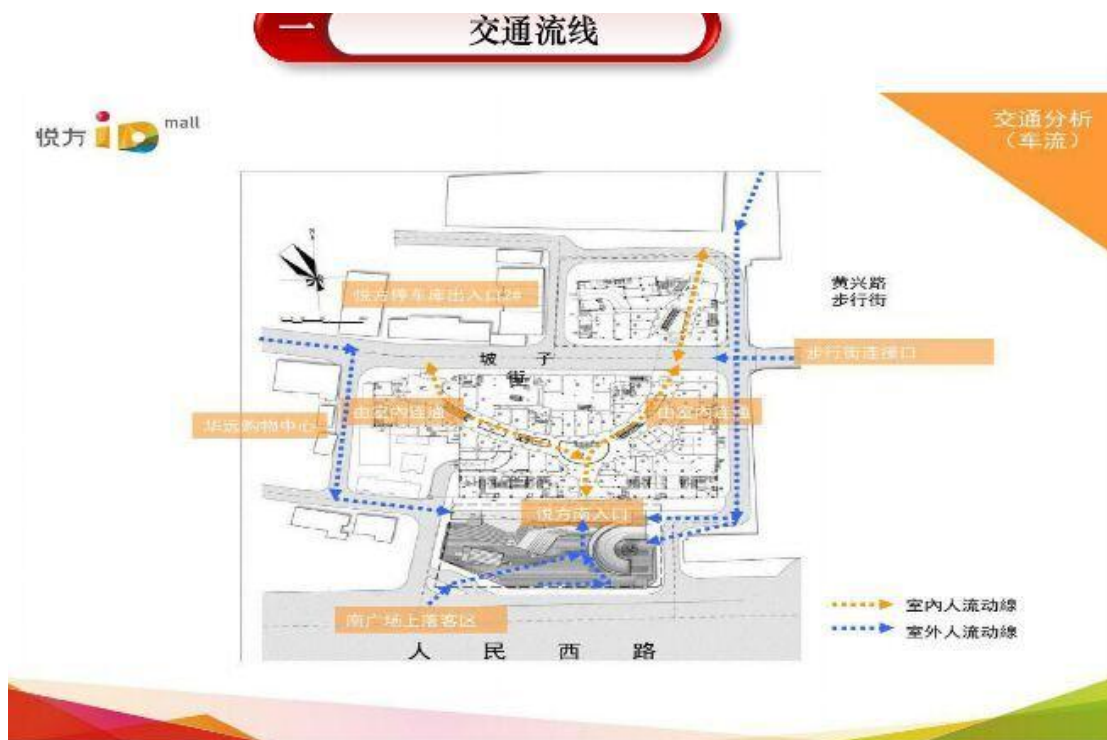 一
交通流线
悦方 iD mall
交通分析
（车流）
黄兴路
步行街
悦方停车库出入口2#
坡 子
街
步行街连接口
由室内连通
由室内连通
华远购物中心
悦方南入口
南广场上落客区
人 民 西 路
室內人流动線
室外人流动線